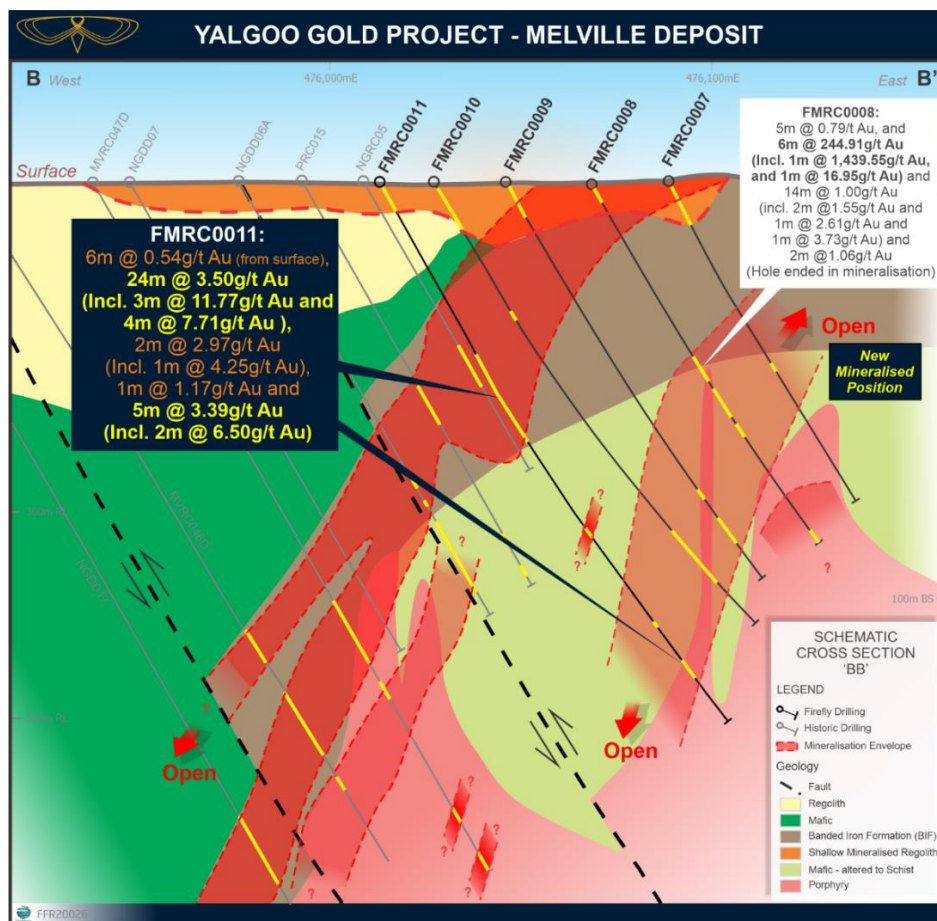 YALGOO GOLD PROJECT - MELVILLE DEPOSIT
B West
476,000mE
476,100mE
East B'
MVRC047D
NGDD07
NGDD06A
PRC015
NGRC05
FMRC0011
FMRC0010
FMRC0009
FMRC0008
FMRC0007
Surface
FMRC0008:
5m @ 0.79/t Au, and
6m @ 244.91g/t Au
(Incl. 1m @ 1,439.55g/t Au,
and 1m @ 16.95g/t Au) and
14m @ 1.00g/t Au
(incl. 2m @1.55g/t Au and
1m @ 2.61g/t Au and
1m @ 3.73g/t Au) and
2m @1.06g/t Au
(Hole ended in mineralisation)
FMRC0011:
6m @ 0.54g/t Au (from surface),
24m @ 3.50g/t Au
(Incl. 3m @ 11.77g/t Au and
4m @ 7.71g/t Au ),
2m @ 2.97g/t Au
(Incl. 1m @ 4.25g/t Au),
1m @ 1.17g/t Au and
5m @ 3.39g/t Au
(Incl. 2m @ 6.50g/t Au)
Open
New
Mineralised
Position
NGDD17
? ?
?
?
?
?
100m BS
?
?
Open
Open
? ?
? ?
?
?
?
SCHEMATIC
CROSS SECTION
'BB'
LEGEND
Firefly Drilling
Historic Drilling
Mineralisation Envelope
Geology
Fault
Regolith
Mafic
Banded Iron Formation (BIF)
Shallow Mineralised Regolith
Mafic - altered to Schist
Porphyry
FFR20026